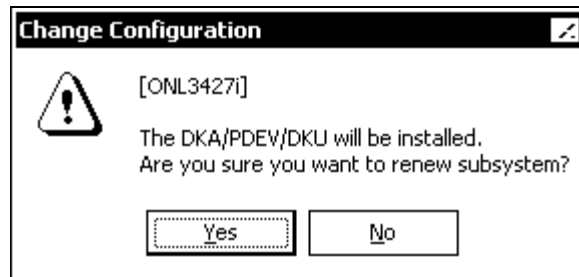 Change Configuration
[ONL3427i]
The DKA/PDEV/DKU will be installed.
Are you sure you want to renew subsystem?
Yes
No